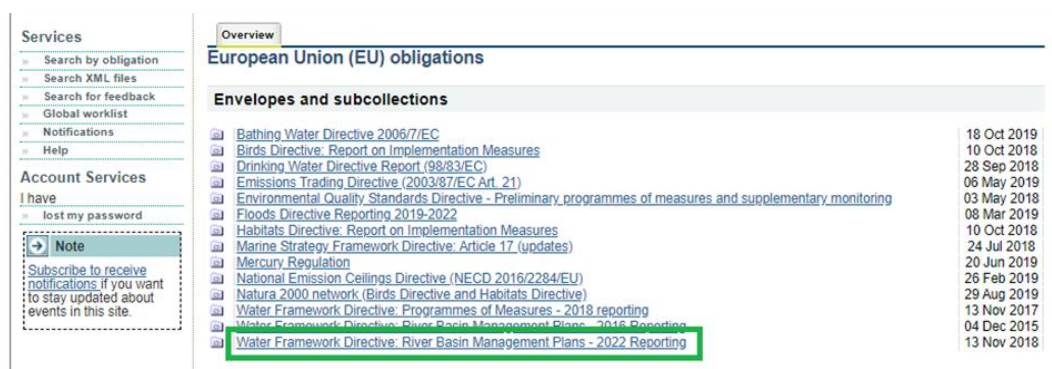 Services
Search by obligation
Search XML files
Search for feedback
Global worklist
Notifications
Help
Account Services
I have
lost my password
Note
Subscribe to receive
notifications if you want
to stay updated about
events in this site.
Overview
European Union (EU) obligations
Envelopes and subcollections
Bathing Water Directive 2006/7/EC 18 Oct 2019
Birds Directive: Report on Implementation Measures 10 Oct 2018
Drinking Water Directive Report (98/83/EC) 28 Sep 2018
Emissions Trading Directive (2003/87/EC Art. 21) 06 May 2019
Environmental Quality Standards Directive - Preliminary programmes of measures and supplementary monitoring 03 May 2018
Floods Directive Reporting 2019-2022 08 Mar 2019
Habitats Directive: Report on Implementation Measures 10 Oct 2018
Marine Strategy Framework Directive: Article 17 (updates) 24 Jul 2018
Mercury Regulation 20 Jun 2019
National Emission Ceilings Directive (NECD 2016/2284/EU) 26 Feb 2019
Natura 2000 network (Birds Directive and Habitats Directive) 29 Aug 2019
Water Framework Directive: Programmes of Measures - 2018 reporting 13 Nov 2017
Water Framework Directive: River Basin Management Plans - 2016 Reporting 04 Dec 2015
Water Framework Directive: River Basin Management Plans - 2022 Reporting 13 Nov 2018